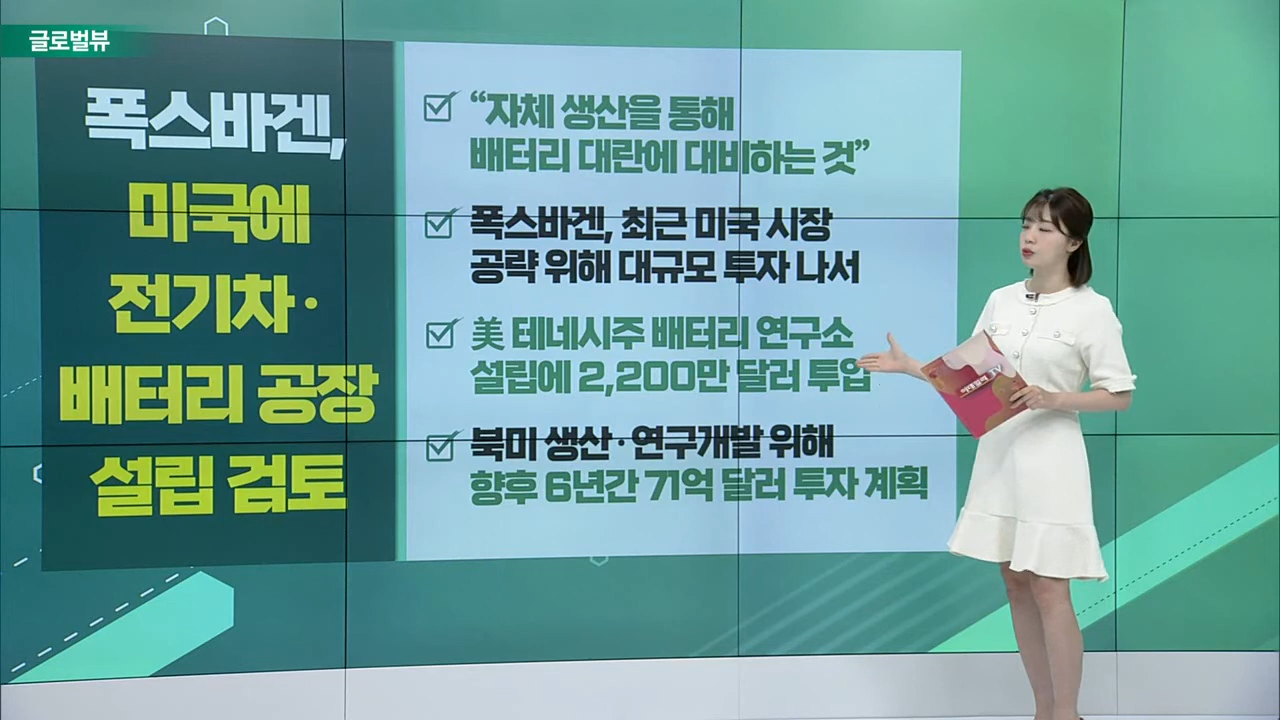 글로벌뷰
폭스바겐,
미국에
전기차·
배터리 공장
설립 검토
“자체 생산을 통해
배터리 대란에 대비하는 것”
폭스바겐, 최근 미국 시장
공략 위해 대규모 투자 나서
美 테네시주 배터리 연구소
설립에 2,200만 달러 투입
북미 생산·연구개발 위해
향후 6년간 71억 달러 투자 계획
TV